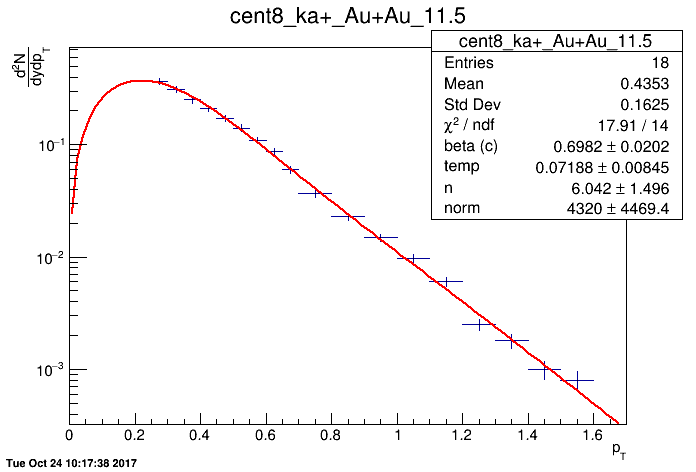 cent8_ka+_Au+Au_11.5
cent8_ka+_Au+Au_11.5
Entries 18
Mean 0.4353
Std Dev 0.1625
χ² / ndf 17.91 / 14
beta (c) 0.6982 ± 0.0202
temp 0.07188 ± 0.00845
n 6.042 ± 1.496
norm 4320 ± 4469.4
d²N
dydp_T
10⁻¹
10⁻²
10⁻³
0 0.2 0.4 0.6 0.8 1 1.2 1.4 1.6
p_T
Tue Oct 24 10:17:38 2017